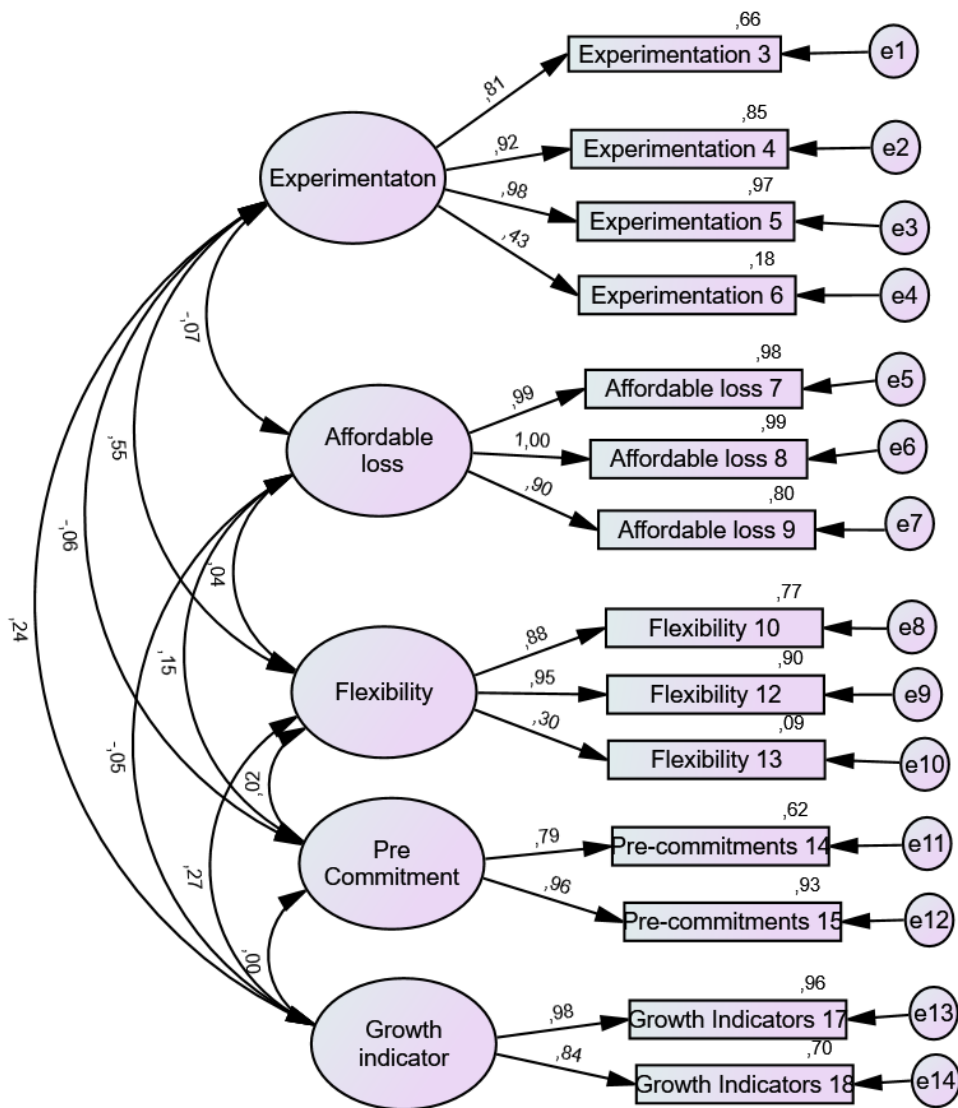 ,66
Experimentation 3
e1
,81
,85
Experimentation 4
e2
,92
Experimentaton
,97
Experimentation 5
e3
,98
,18
Experimentation 6
e4
,43
-,07
,98
Affordable loss 7
e5
,99
Affordable
loss
,99
Affordable loss 8
e6
1,00
,80
Affordable loss 9
e7
,90
,55
-,06
,04
,24
,15
-,05
,77
Flexibility 10
e8
,88
Flexibility
,90
Flexibility 12
e9
,95
,09
Flexibility 13
e10
,30
,02
,27
,62
Pre-commitments 14
e11
,79
Pre
Commitment
,93
Pre-commitments 15
e12
,96
,00
,96
Growth Indicators 17
e13
,98
Growth
indicator
,70
Growth Indicators 18
e14
,84